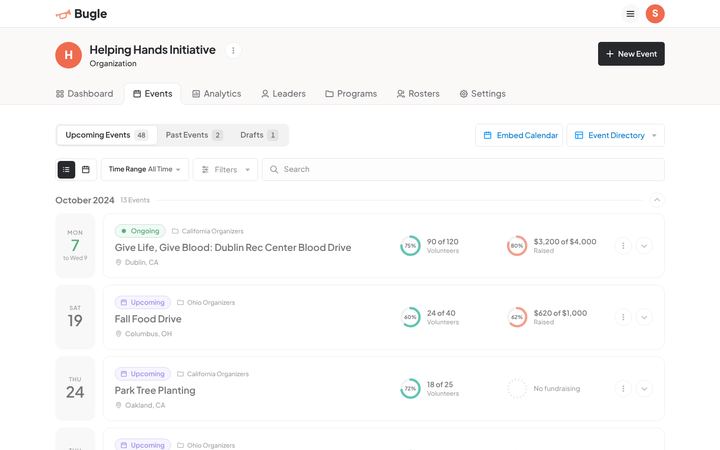 Bugle
S
H
Helping Hands Initiative
Organization
New Event
Dashboard
Events
Analytics
Leaders
Programs
Rosters
Settings
Upcoming Events 48
Past Events 2
Drafts 1
Embed Calendar
Event Directory
Time Range All Time
Filters
Search
October 2024 13 Events
MON
7
to Wed 9
Ongoing
California Organizers
Give Life, Give Blood: Dublin Rec Center Blood Drive
Dublin, CA
75%
90 of 120
Volunteers
80%
$3,200 of $4,000
Raised
SAT
19
Upcoming
Ohio Organizers
Fall Food Drive
Columbus, OH
60%
24 of 40
Volunteers
62%
$620 of $1,000
Raised
THU
24
Upcoming
California Organizers
Park Tree Planting
Oakland, CA
72%
18 of 25
Volunteers
No fundraising
Upcoming
Ohio Organizers